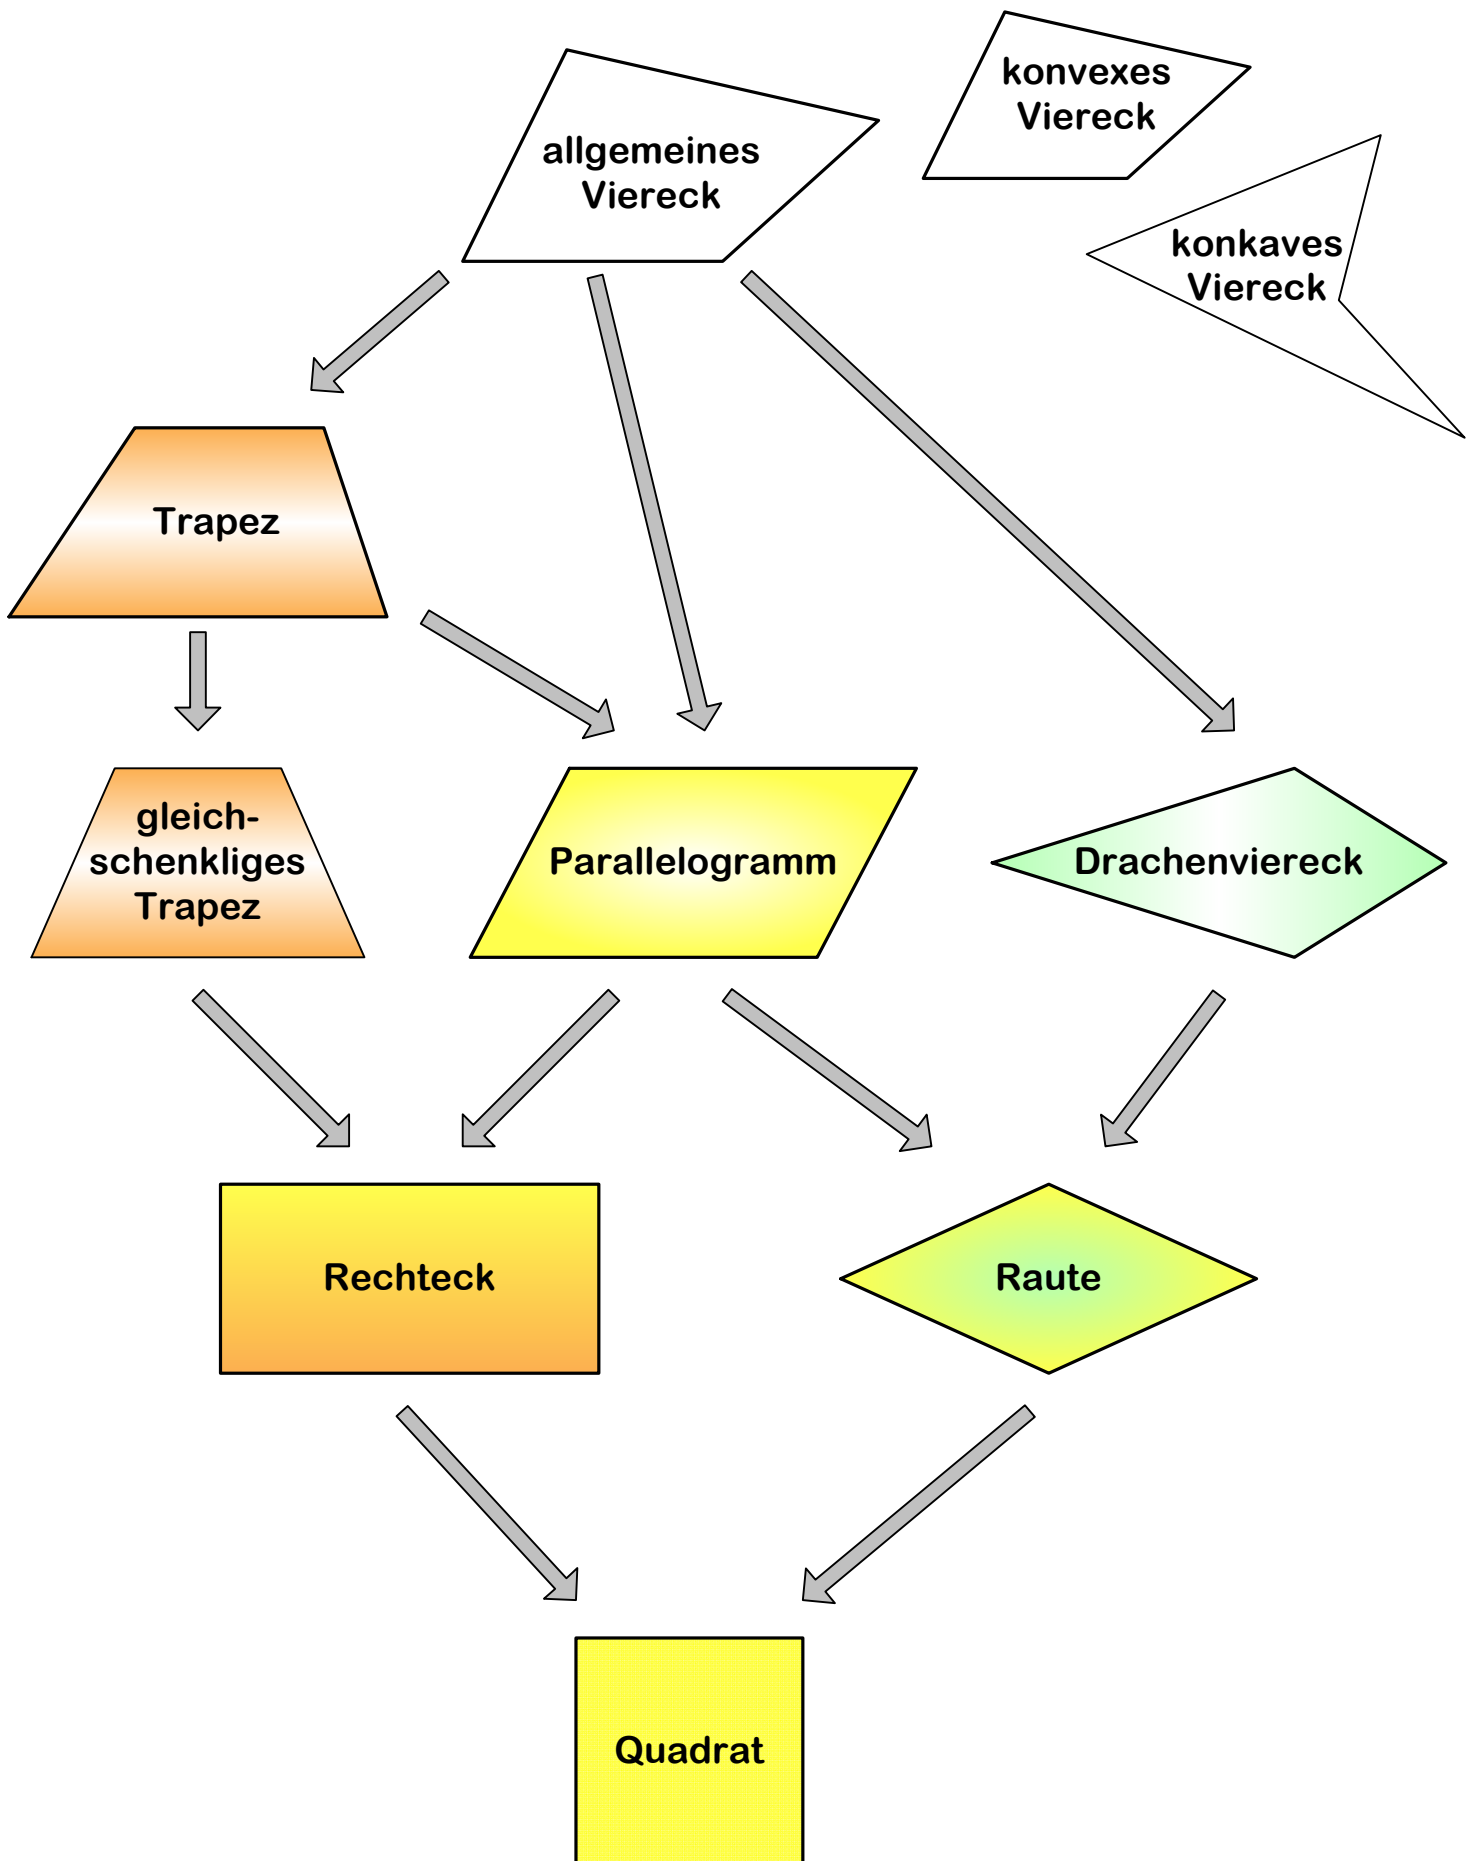 konvexes
Viereck
allgemeines
Viereck
konkaves
Viereck
Trapez
gleich-
schenkliges
Trapez
Parallelogramm
Drachenviereck
Rechteck
Raute
Quadrat